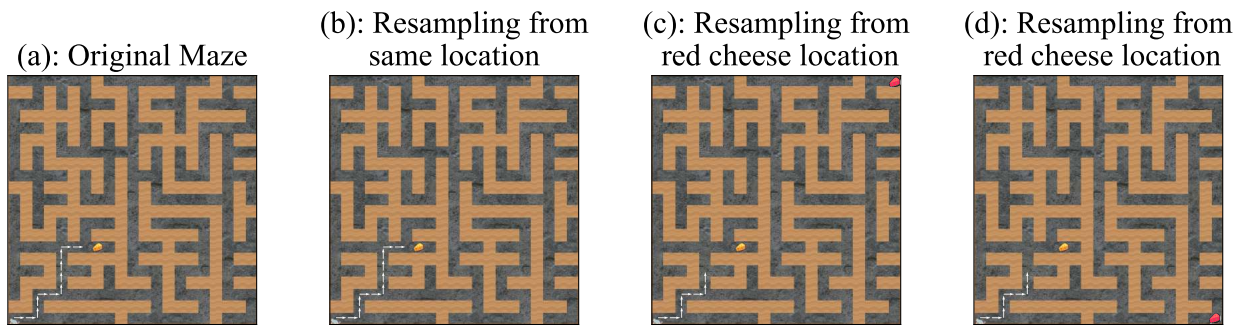 (a): Original Maze
(b): Resampling from
same location
(c): Resampling from
red cheese location
(d): Resampling from
red cheese location